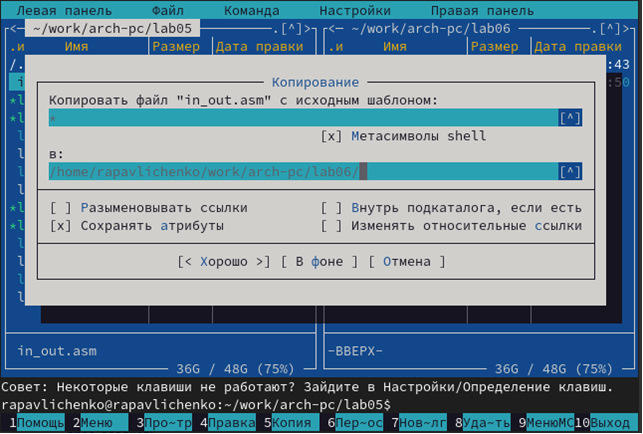 Левая панель Файл Команда Настройки Правая панель
<─ ~/work/arch-pc/lab05 ─.[^]> <─ ~/work/arch-pc/lab06 ─.[^]>
.и Имя Размер Дата правки .и Имя Размер Дата правки
/. :43
i :50
Копирование
Копировать файл "in_out.asm" с исходным шаблоном:
* [^]
[x] Метасимволы shell
в:
/home/rapavlichenko/work/arch-pc/lab06/ [^]
[ ] Разыменовывать ссылки [ ] Внутрь подкаталога, если есть
[x] Сохранять атрибуты [ ] Изменять относительные ссылки
[< Хорошо >] [ В фоне ] [ Отмена ]
*l
*l
l
l
l
l
*l
*l
l
l
l
l
in_out.asm -ВВЕРХ-
36G / 48G (75%) 36G / 48G (75%)
Совет: Некоторые клавиши не работают? Зайдите в Настройки/Определение клавиш.
rapavlichenko@rapavlichenko:~/work/arch-pc/lab05$
1Помощь 2Меню 3Про~тр 4Правка 5Копия 6Пер~ос 7Нов~лг 8Уда~ть 9МенюMC 10Выход